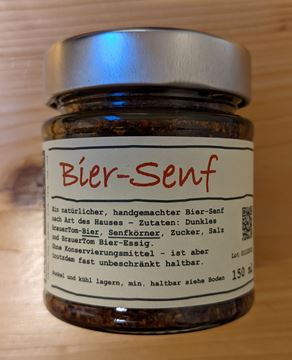 Bier-Senf
Ein natürlicher, handgemachter Bier-Senf
nach Art des Hauses - Zutaten: Dunkles
BrauerTom-Bier, Senfkörner, Zucker, Salz
und BrauerTom Bier-Essig.
Ohne Konservierungsmittel - ist aber
trotzdem fast unbeschränkt haltbar.
Dunkel und kühl lagern, min. haltbar siehe Boden
Lot
150 ml